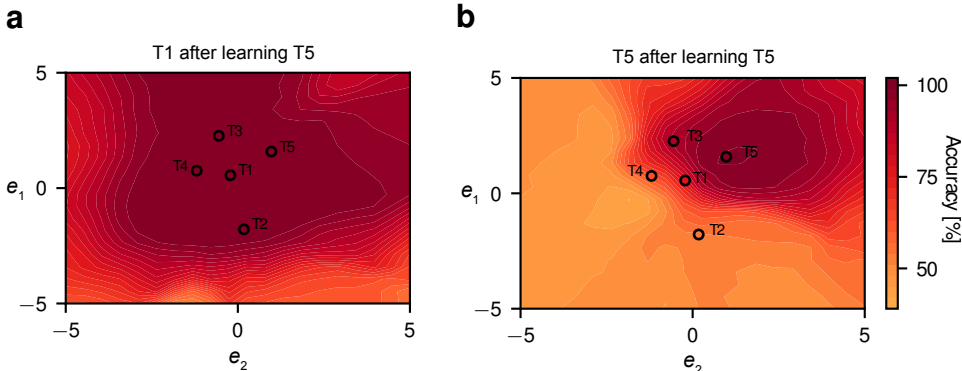 a
T1 after learning T5
5
0
−5
e1
T3
T5
T4
T1
T2
−5
0
5
e2
b
T5 after learning T5
5
0
−5
e1
T3
T5
T4
T1
T2
−5
0
5
e2
100
75
50
Accuracy [%]